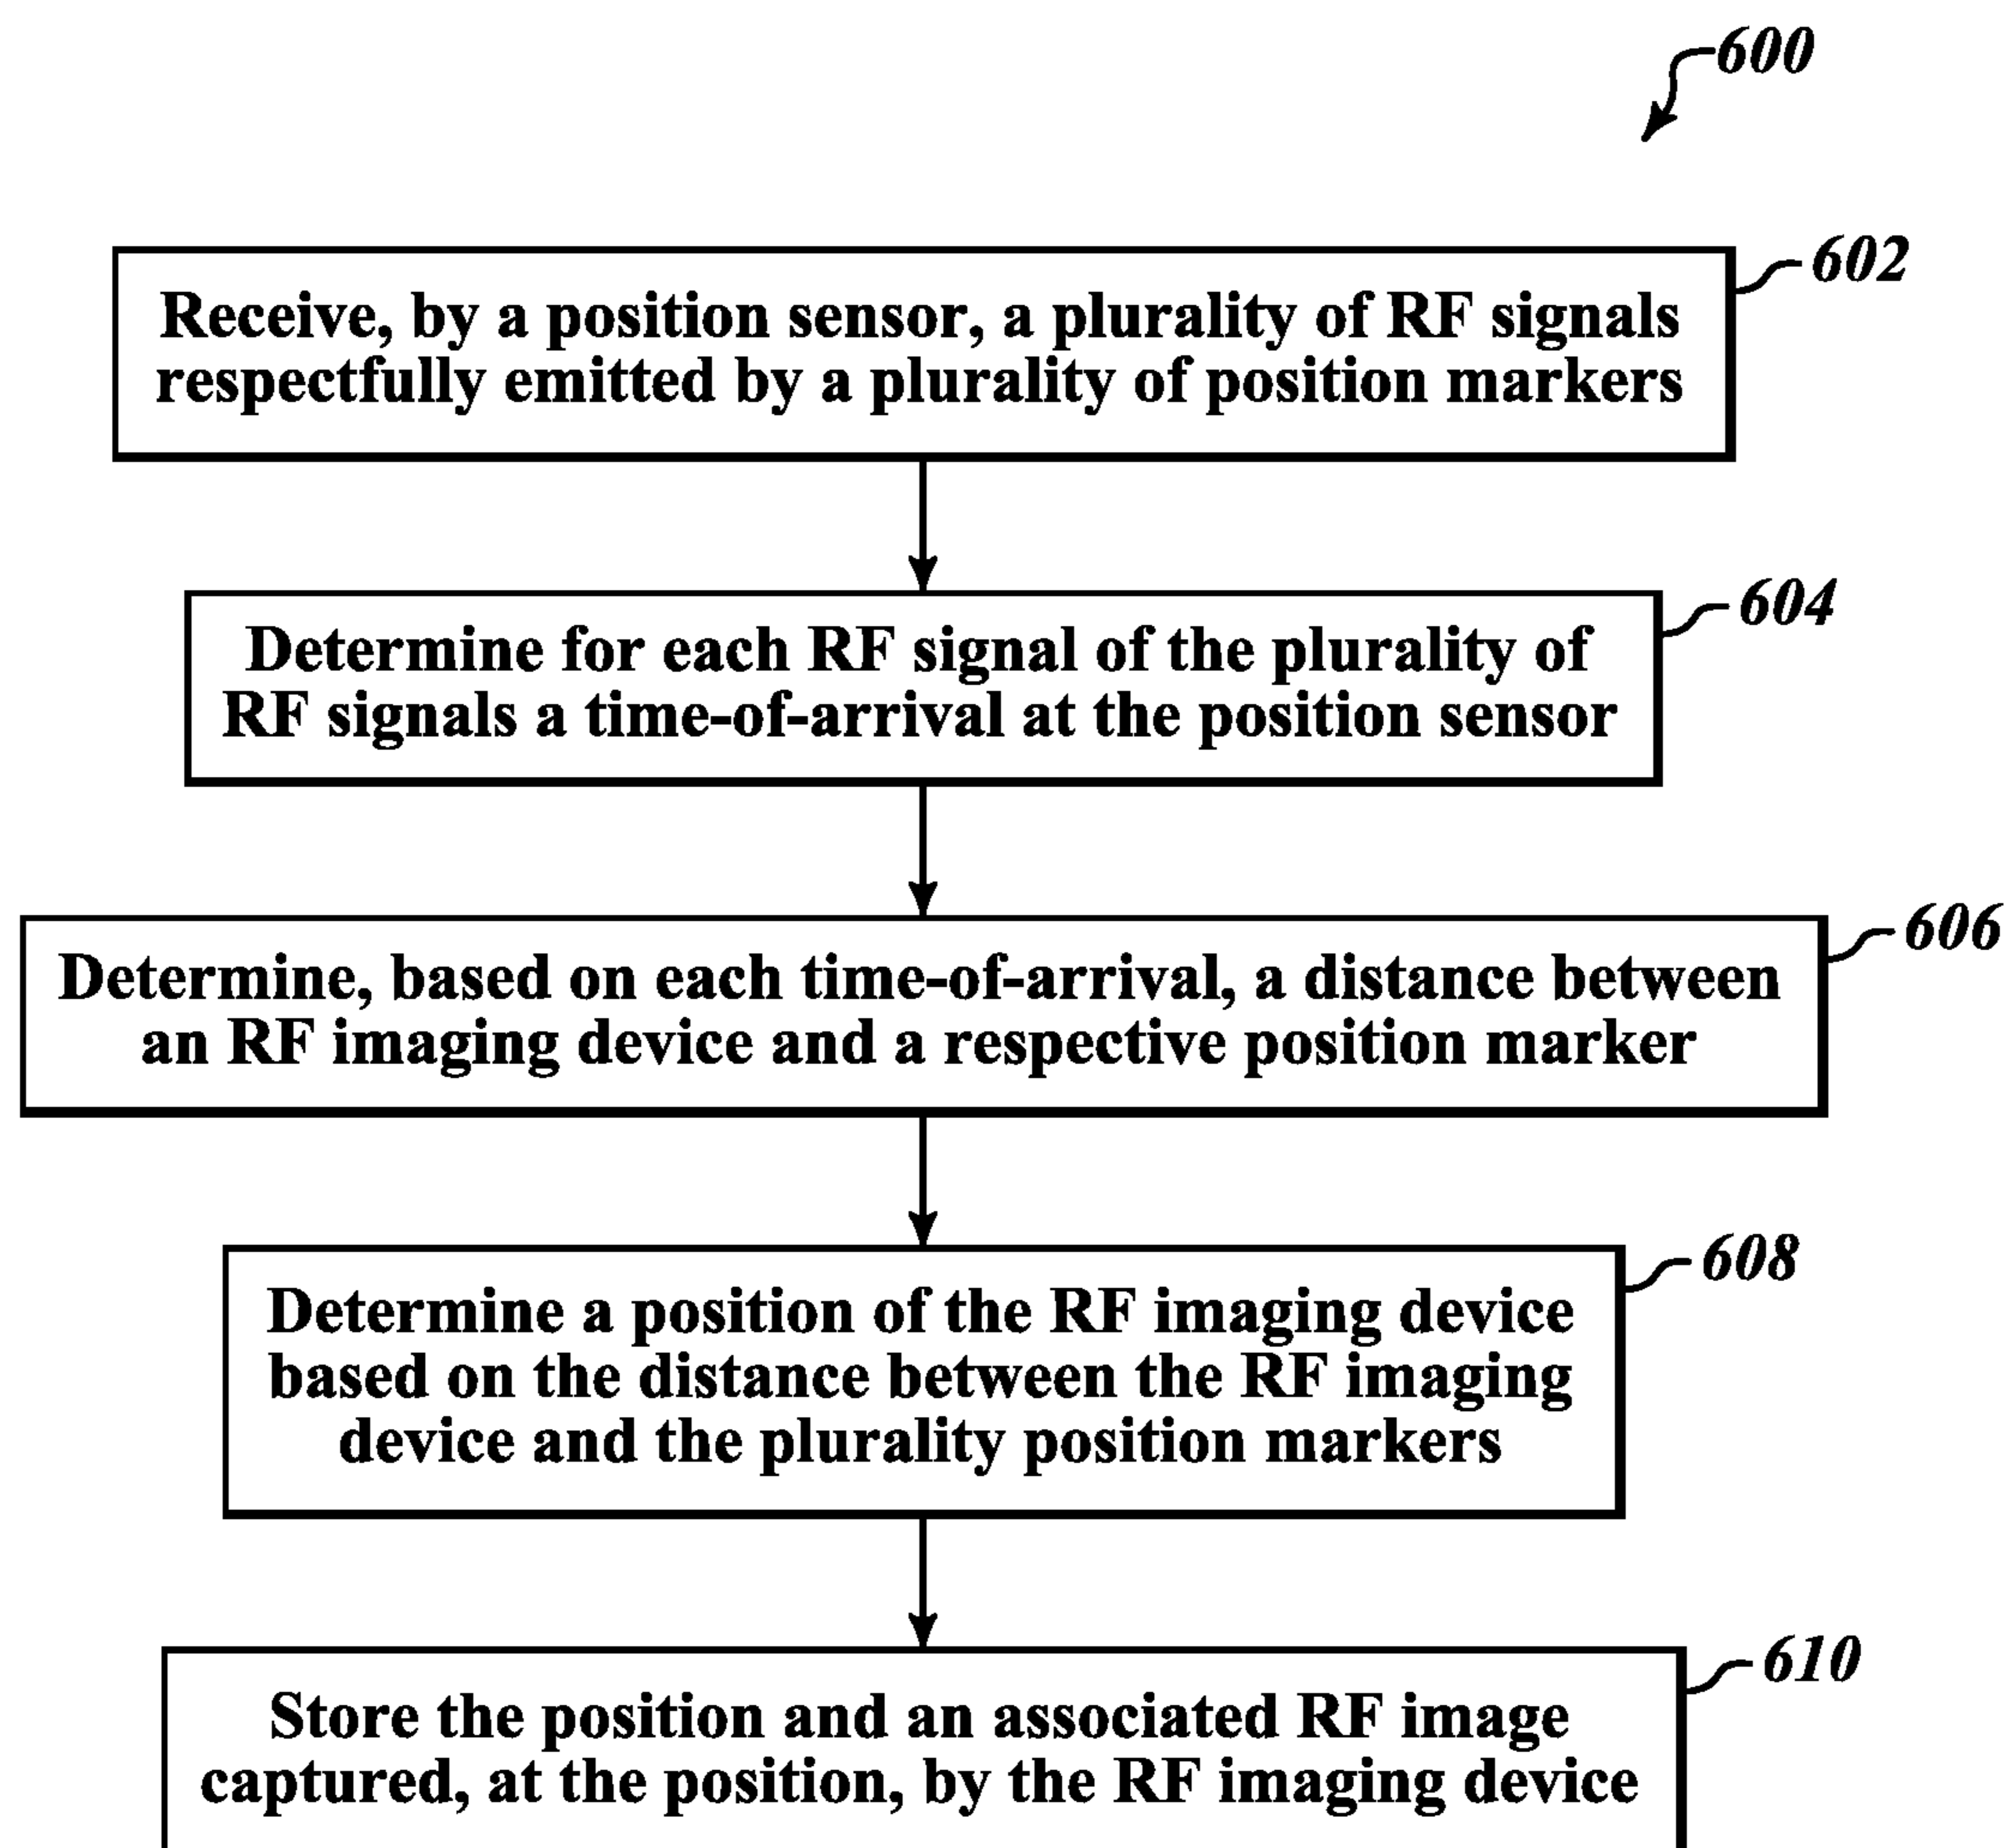 600
602
Receive, by a position sensor, a plurality of RF signals
respectfully emitted by a plurality of position markers
604
Determine for each RF signal of the plurality of
RF signals a time-of-arrival at the position sensor
606
Determine, based on each time-of-arrival, a distance between
an RF imaging device and a respective position marker
608
Determine a position of the RF imaging device
based on the distance between the RF imaging
device and the plurality position markers
610
Store the position and an associated RF image
captured, at the position, by the RF imaging device